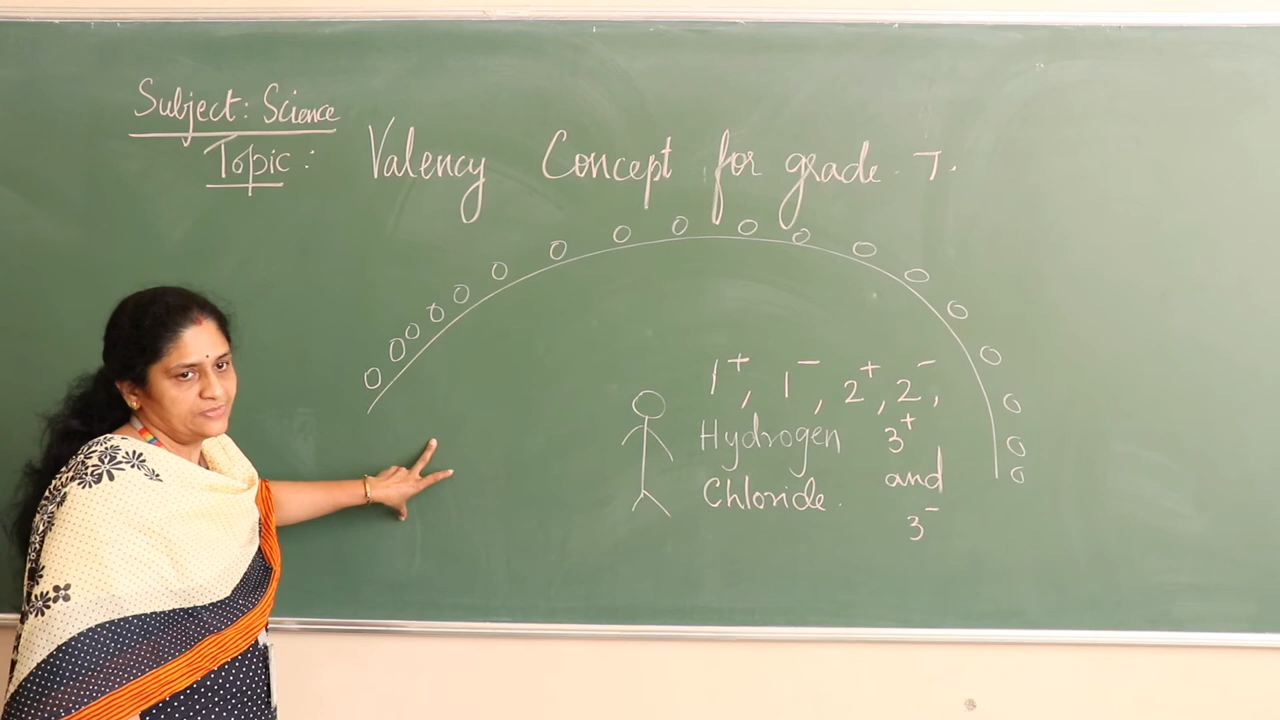 Subject: Science
Topic: Valency Concept for grade. 7.
1⁺, 1⁻, 2⁺, 2⁻,
Hydrogen 3⁺
Chloride. and
3⁻